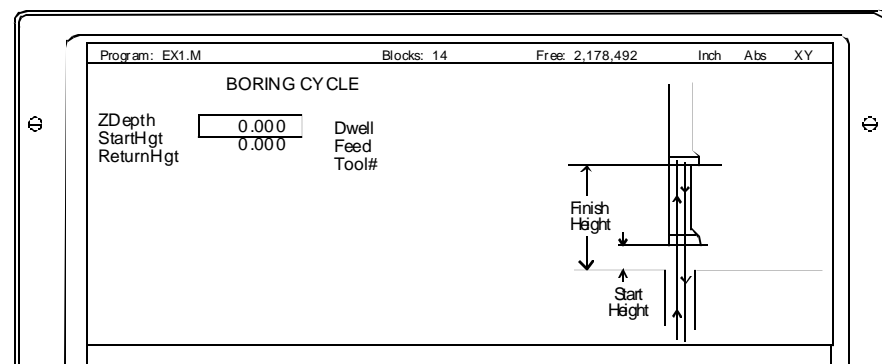 Program: EX1.M Blocks: 14 Free: 2,178,492 Inch Abs XY
BORING CYCLE
ZDepth 0.000 Dwell
StartHgt 0.000 Feed
ReturnHgt Tool#
Finish
Height
Start
Height